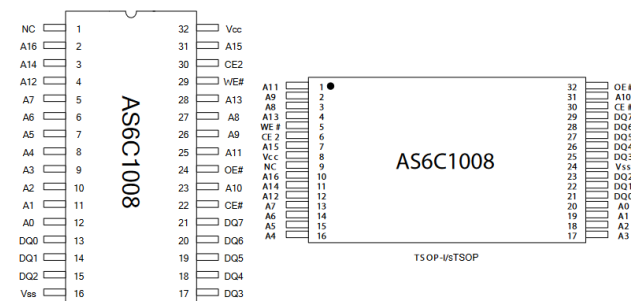 NC 1 32 Vcc
A16 2 31 A15
A14 3 30 CE2
A12 4 29 WE#
A7 5 28 A13
A6 6 27 A8
A5 7 26 A9
A4 8 25 A11
A3 9 24 OE#
A2 10 23 A10
A1 11 22 CE#
A0 12 21 DQ7
DQ0 13 20 DQ6
DQ1 14 19 DQ5
DQ2 15 18 DQ4
Vss 16 17 DQ3
AS6C1008
A11 1 32 OE#
A9 2 31 A10
A8 3 30 CE #
A13 4 29 DQ7
WE # 5 28 DQ6
CE 2 6 27 DQ5
A15 7 26 DQ4
Vcc 8 25 DQ3
NC 9 24 Vss
A16 10 23 DQ2
A14 11 22 DQ1
A12 12 21 DQ0
A7 13 20 A0
A6 14 19 A1
A5 15 18 A2
A4 16 17 A3
AS6C1008
TSOP-I/sTSOP